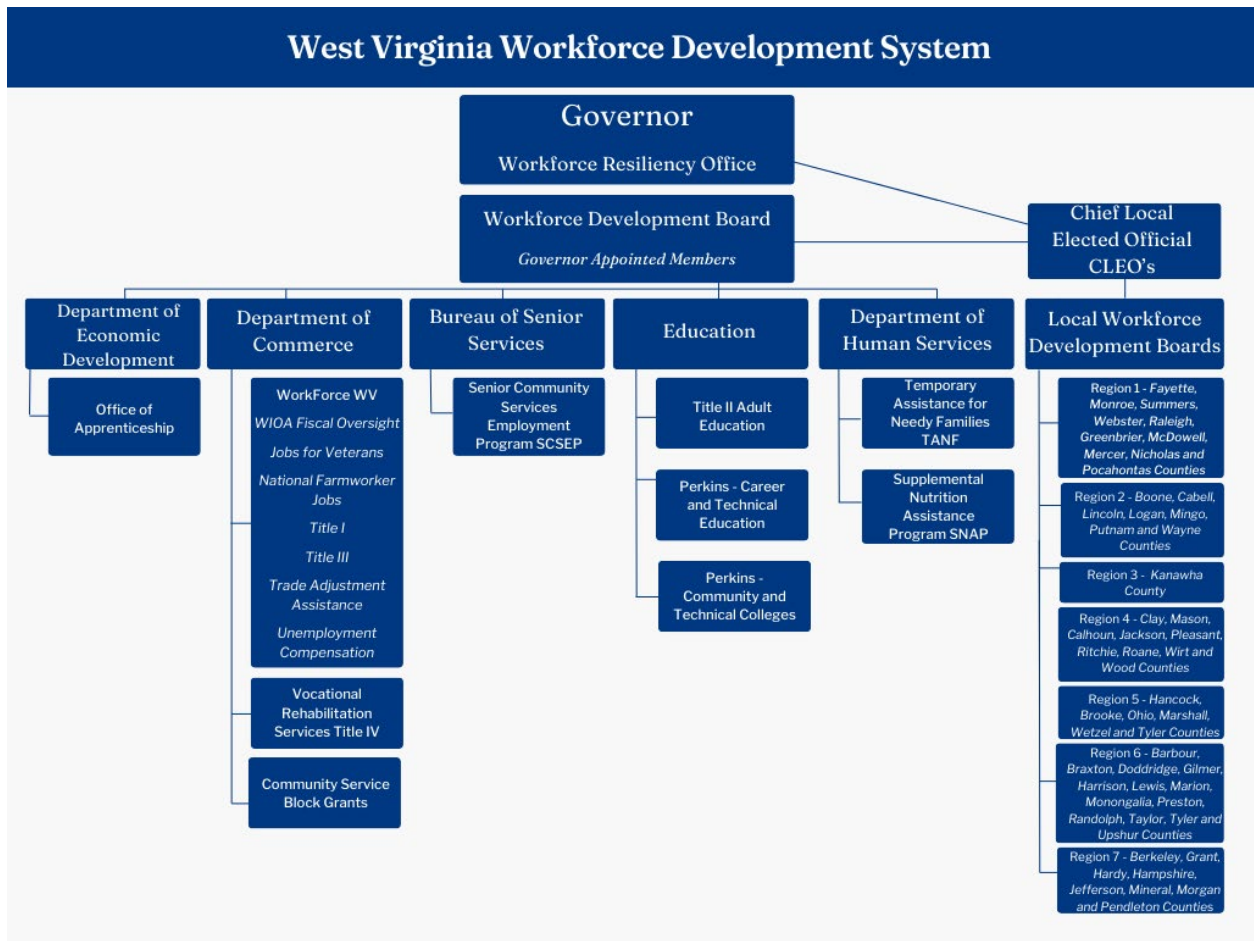 West Virginia Workforce Development System
Governor
Workforce Resiliency Office
Workforce Development Board
Governor Appointed Members
Chief Local
Elected Official
CLEO's
Department of
Economic
Development
Office of
Apprenticeship
Department of
Commerce
WorkForce WV
WIOA Fiscal Oversight
Jobs for Veterans
National Farmworker
Jobs
Title I
Title III
Trade Adjustment
Assistance
Unemployment
Compensation
Vocational
Rehabilitation
Services Title IV
Community Service
Block Grants
Bureau of Senior
Services
Senior Community
Services
Employment
Program SCSEP
Education
Title II Adult
Education
Perkins - Career
and Technical
Education
Perkins -
Community and
Technical Colleges
Department of
Human Services
Temporary
Assistance for
Needy Families
TANF
Supplemental
Nutrition
Assistance
Program SNAP
Local Workforce
Development Boards
Region 1 - Fayette,
Monroe, Summers,
Webster, Raleigh,
Greenbrier, McDowell,
Mercer, Nicholas and
Pocahontas Counties
Region 2 - Boone, Cabell,
Lincoln, Logan, Mingo,
Putnam and Wayne
Counties
Region 3 - Kanawha
County
Region 4 - Clay, Mason,
Calhoun, Jackson, Pleasant,
Ritchie, Roane, Wirt and
Wood Counties
Region 5 - Hancock,
Brooke, Ohio, Marshall,
Wetzel and Tyler Counties
Region 6 - Barbour,
Braxton, Doddridge, Gilmer,
Harrison, Lewis, Marion,
Monongalia, Preston,
Randolph, Taylor, Tyler and
Upshur Counties
Region 7 - Berkeley, Grant,
Hardy, Hampshire,
Jefferson, Mineral, Morgan
and Pendleton Counties